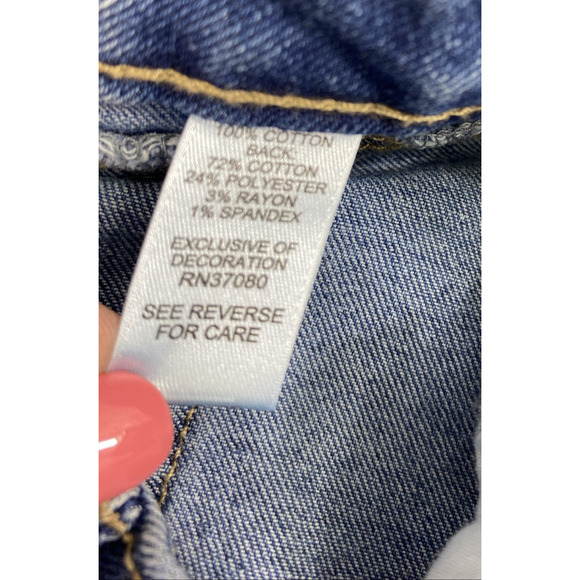 100% COTTON
BACK:
72% COTTON
24% POLYESTER
3% RAYON
1% SPANDEX
EXCLUSIVE OF
DECORATION
RN37080
SEE REVERSE
FOR CARE